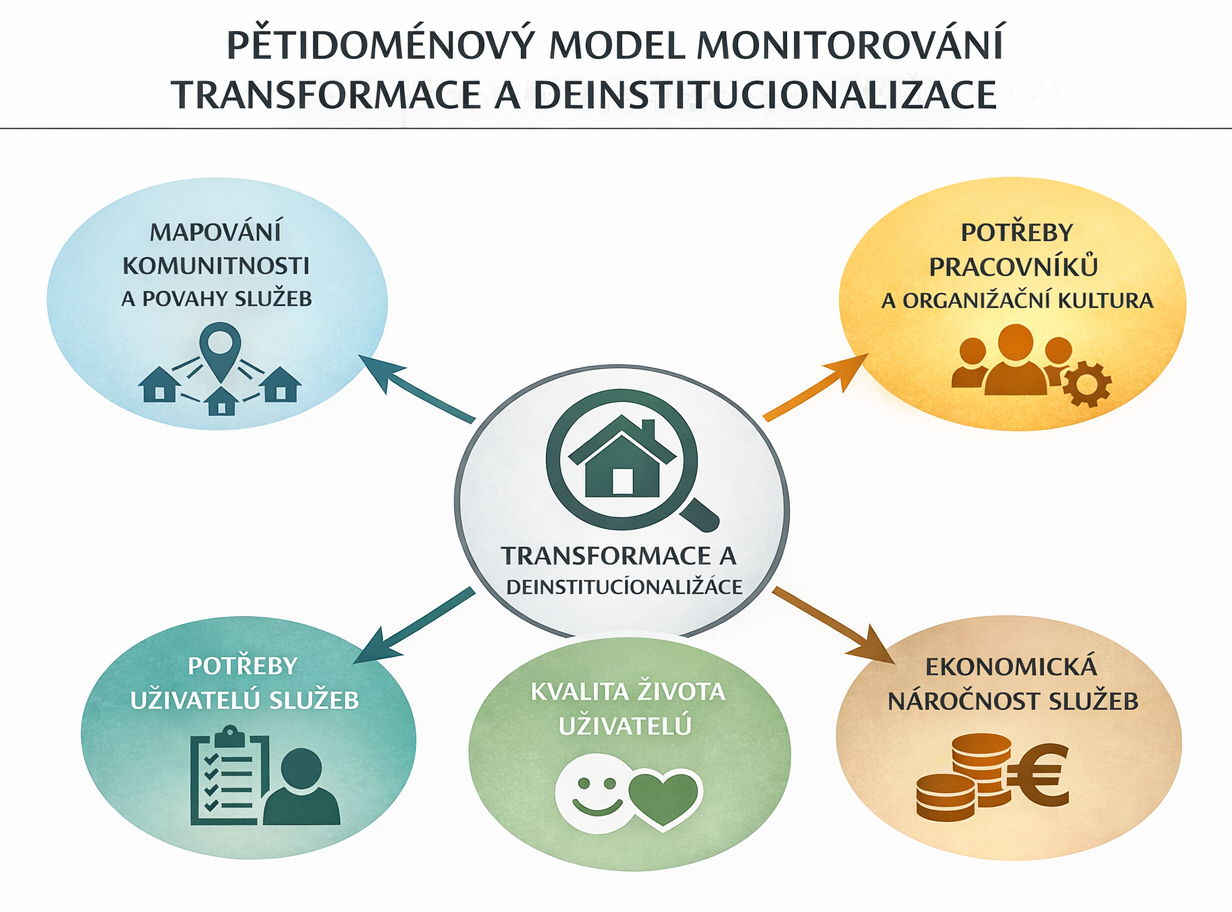 PĚTIDOMÉNOVÝ MODEL MONITOROVÁNÍ
TRANSFORMACE A DEINSTITUCIONALIZACE
MAPOVÁNÍ
KOMUNITNOSTI
A POVAHY SLUŽEB
POTŘEBY
PRACOVNÍKŮ
A ORGANIŽAČNÍ KULTURA
TRANSFORMACE A
DEINSTITUCÍONALIŽÁCE
POTŘEBY
UŽIVATELÚ SLUŽEB
KVALITA ŽIVOTA
UŽIVATELÚ
EKONOMICKÁ
NÁROČNOST SLUŽEB
€